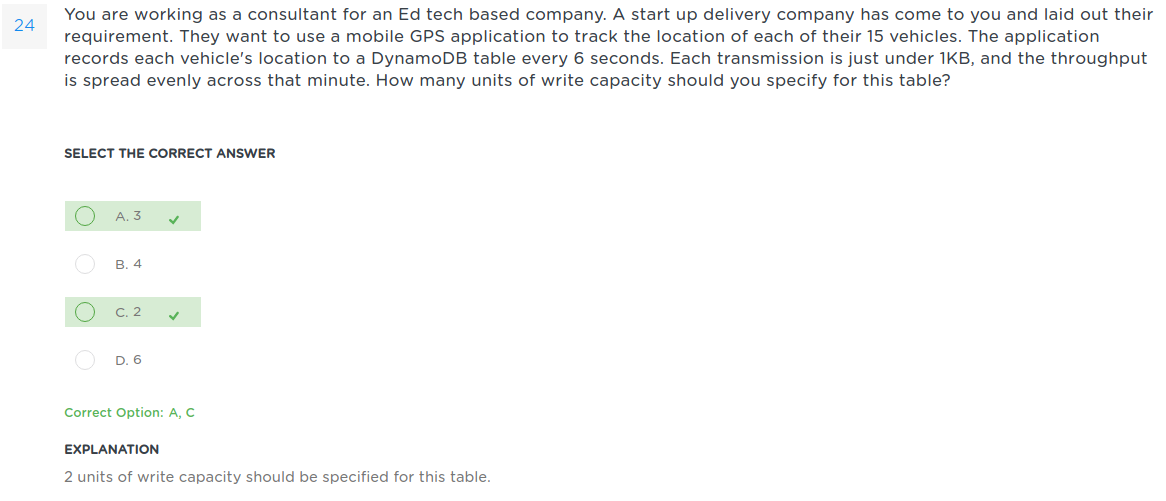 24
You are working as a consultant for an Ed tech based company. A start up delivery company has come to you and laid out their
requirement. They want to use a mobile GPS application to track the location of each of their 15 vehicles. The application
records each vehicle's location to a DynamoDB table every 6 seconds. Each transmission is just under 1KB, and the throughput
is spread evenly across that minute. How many units of write capacity should you specify for this table?
SELECT THE CORRECT ANSWER
A. 3
B. 4
C. 2
D. 6
Correct Option: A, C
EXPLANATION
2 units of write capacity should be specified for this table.